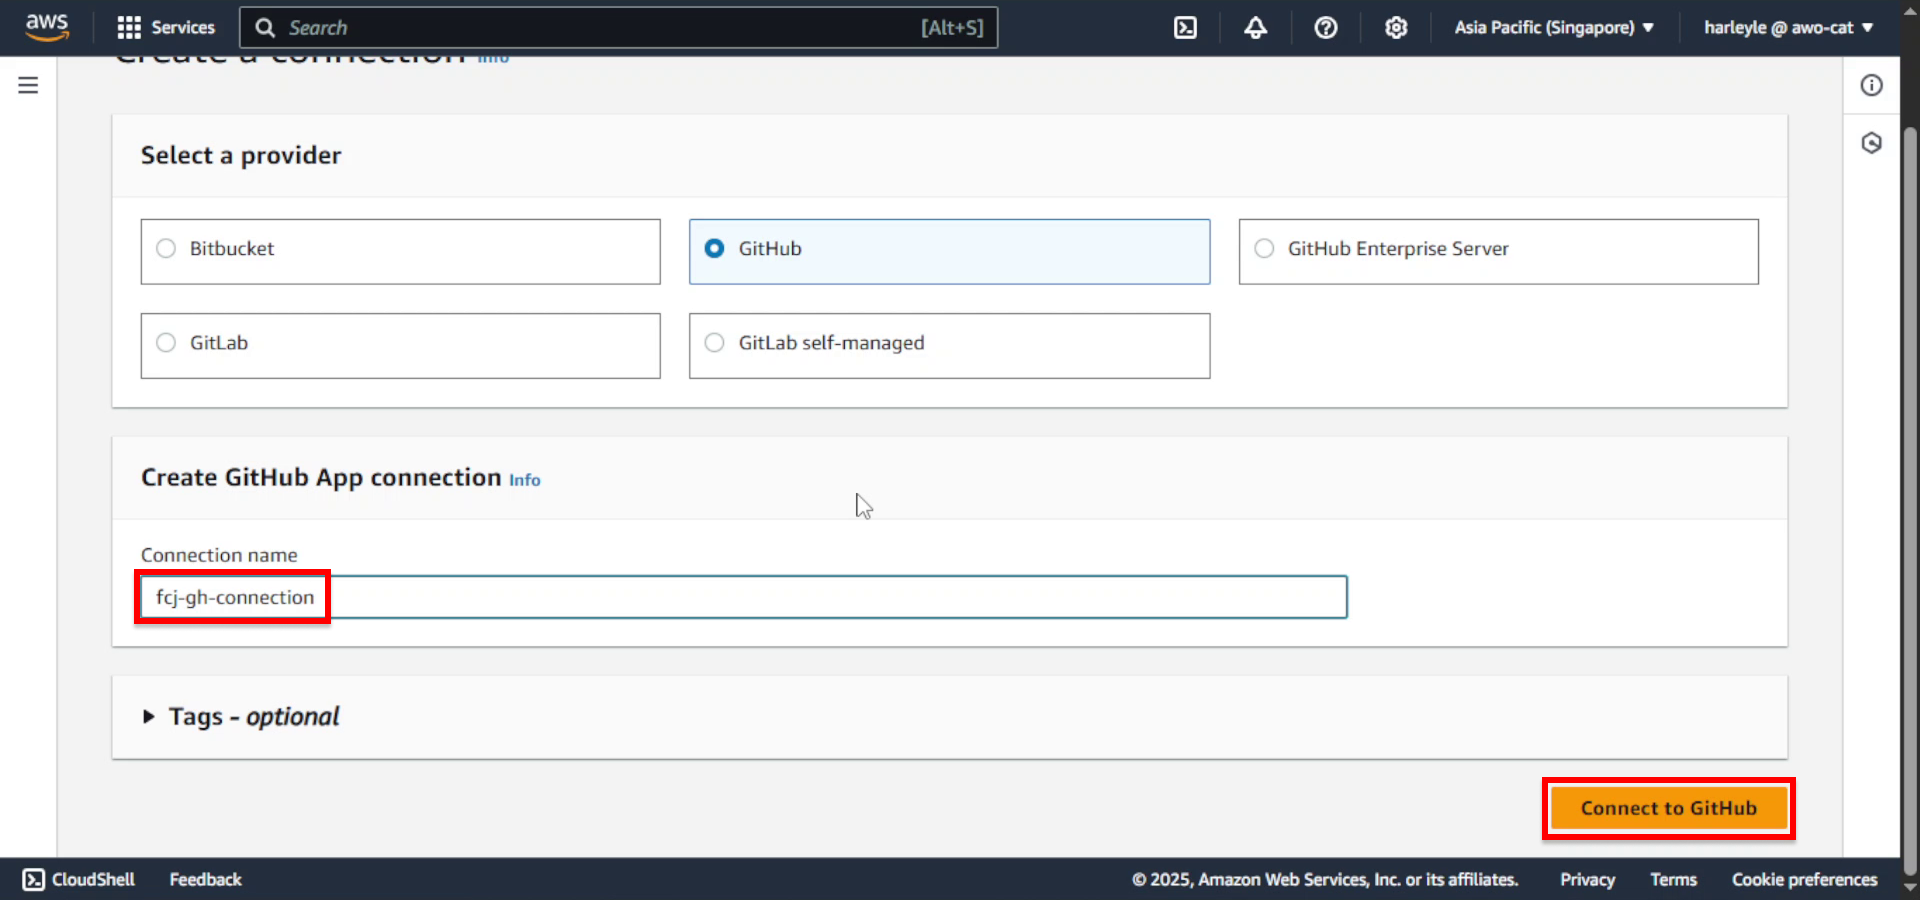 aws
Services
Search
[Alt+S]
Asia Pacific (Singapore)
harleyle @ awo-cat
Create a connection Info
Select a provider
Bitbucket
GitHub
GitHub Enterprise Server
GitLab
GitLab self-managed
Create GitHub App connection Info
Connection name
fcj-gh-connection
Tags - optional
Connect to GitHub
CloudShell
Feedback
© 2025, Amazon Web Services, Inc. or its affiliates.
Privacy
Terms
Cookie preferences